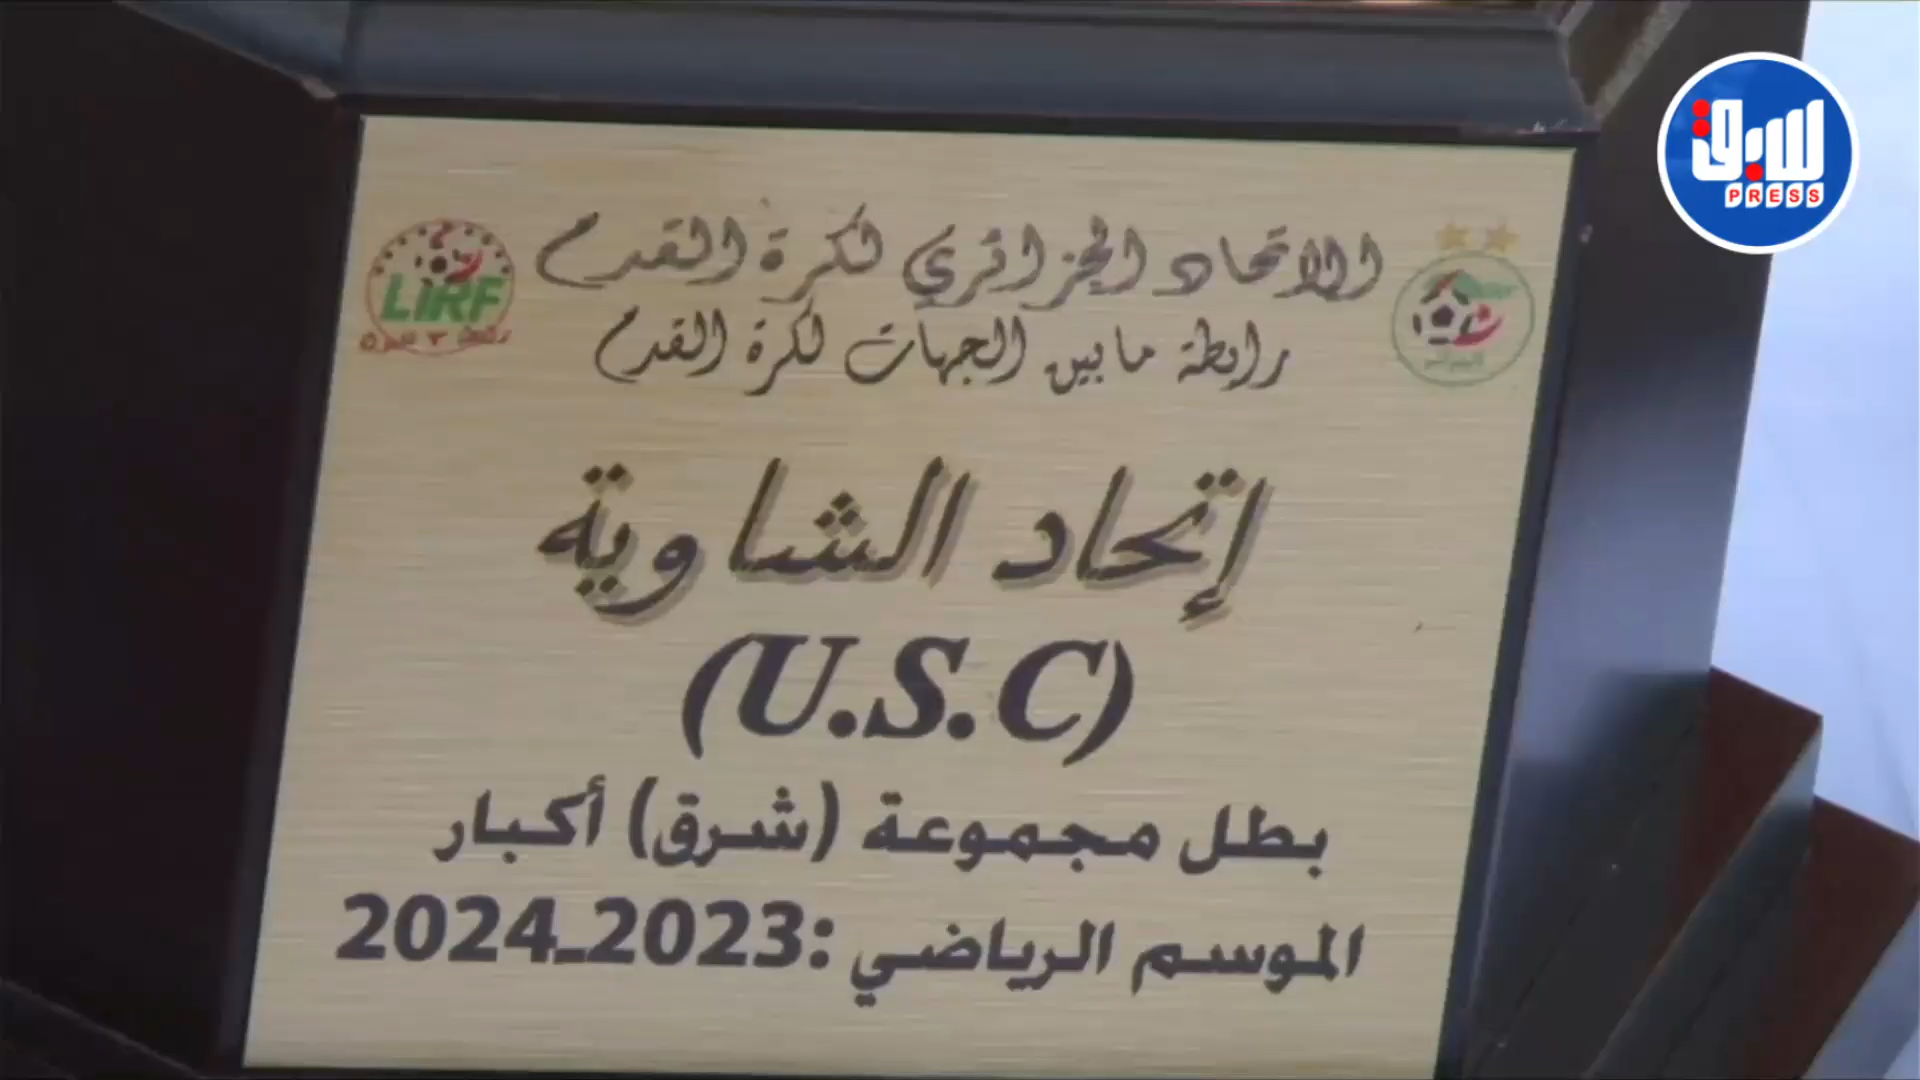 سبق
PRESS
الاتحاد الجزائري لكرة القدم
رابطة ما بين الجهات لكرة القدم
LIRF
إتحاد الشاوية
(U.S.C)
بطل مجموعة (شرق) أكبار
الموسم الرياضي :2023ـ2024